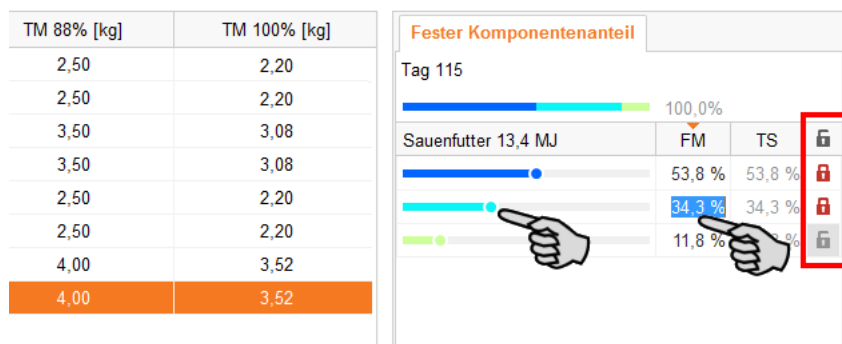 TM 88% [kg] TM 100% [kg]
2,50 2,20
2,50 2,20
3,50 3,08
3,50 3,08
2,50 2,20
2,50 2,20
4,00 3,52
4,00 3,52
Fester Komponentenanteil
Tag 115
100,0%
Sauenfutter 13,4 MJ FM TS
53,8 % 53,8 %
34,3 % 34,3 %
11,8 % %